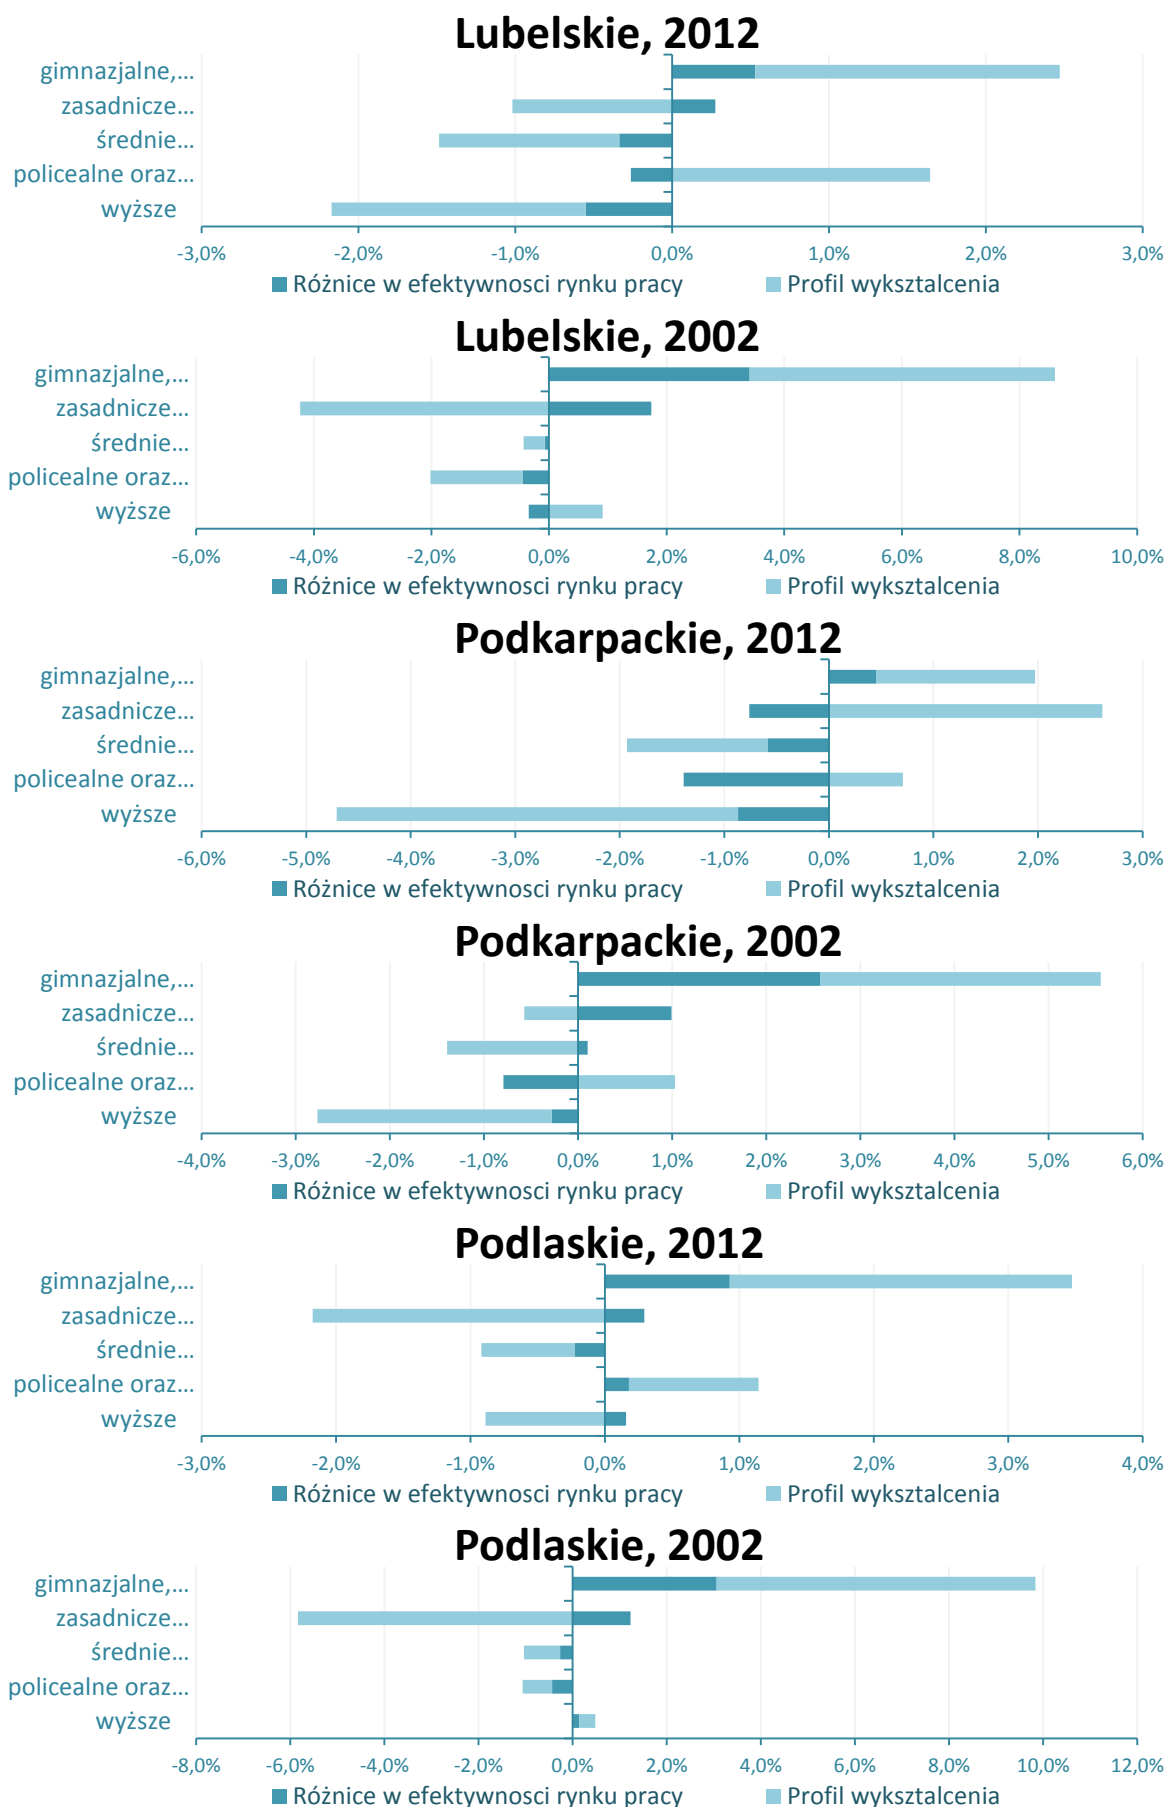 Lubelskie, 2012
gimnazjalne,...
zasadnicze...
średnie...
policealne oraz...
wyższe
-3,0% -2,0% -1,0% 0,0% 1,0% 2,0% 3,0%
Różnice w efektywnosci rynku pracy Profil wyksztalcenia
Lubelskie, 2002
gimnazjalne,...
zasadnicze...
średnie...
policealne oraz...
wyższe
-6,0% -4,0% -2,0% 0,0% 2,0% 4,0% 6,0% 8,0% 10,0%
Różnice w efektywnosci rynku pracy Profil wyksztalcenia
Podkarpackie, 2012
gimnazjalne,...
zasadnicze...
średnie...
policealne oraz...
wyższe
-6,0% -5,0% -4,0% -3,0% -2,0% -1,0% 0,0% 1,0% 2,0% 3,0%
Różnice w efektywnosci rynku pracy Profil wyksztalcenia
Podkarpackie, 2002
gimnazjalne,...
zasadnicze...
średnie...
policealne oraz...
wyższe
-4,0% -3,0% -2,0% -1,0% 0,0% 1,0% 2,0% 3,0% 4,0% 5,0% 6,0%
Różnice w efektywnosci rynku pracy Profil wyksztalcenia
Podlaskie, 2012
gimnazjalne,...
zasadnicze...
średnie...
policealne oraz...
wyższe
-3,0% -2,0% -1,0% 0,0% 1,0% 2,0% 3,0% 4,0%
Różnice w efektywnosci rynku pracy Profil wyksztalcenia
Podlaskie, 2002
gimnazjalne,...
zasadnicze...
średnie...
policealne oraz...
wyższe
-8,0% -6,0% -4,0% -2,0% 0,0% 2,0% 4,0% 6,0% 8,0% 10,0% 12,0%
Różnice w efektywnosci rynku pracy Profil wyksztalcenia